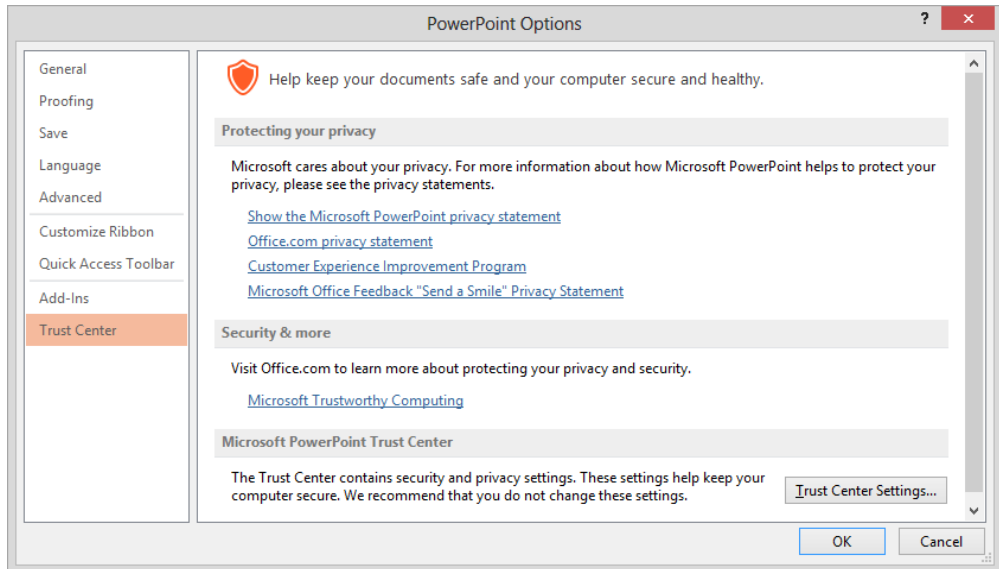 PowerPoint Options
?
×
General
Proofing
Save
Language
Advanced
Customize Ribbon
Quick Access Toolbar
Add-Ins
Trust Center
Help keep your documents safe and your computer secure and healthy.
Protecting your privacy
Microsoft cares about your privacy. For more information about how Microsoft PowerPoint helps to protect your
privacy, please see the privacy statements.
Show the Microsoft PowerPoint privacy statement
Office.com privacy statement
Customer Experience Improvement Program
Microsoft Office Feedback "Send a Smile" Privacy Statement
Security & more
Visit Office.com to learn more about protecting your privacy and security.
Microsoft Trustworthy Computing
Microsoft PowerPoint Trust Center
The Trust Center contains security and privacy settings. These settings help keep your
computer secure. We recommend that you do not change these settings.
Trust Center Settings...
OK
Cancel